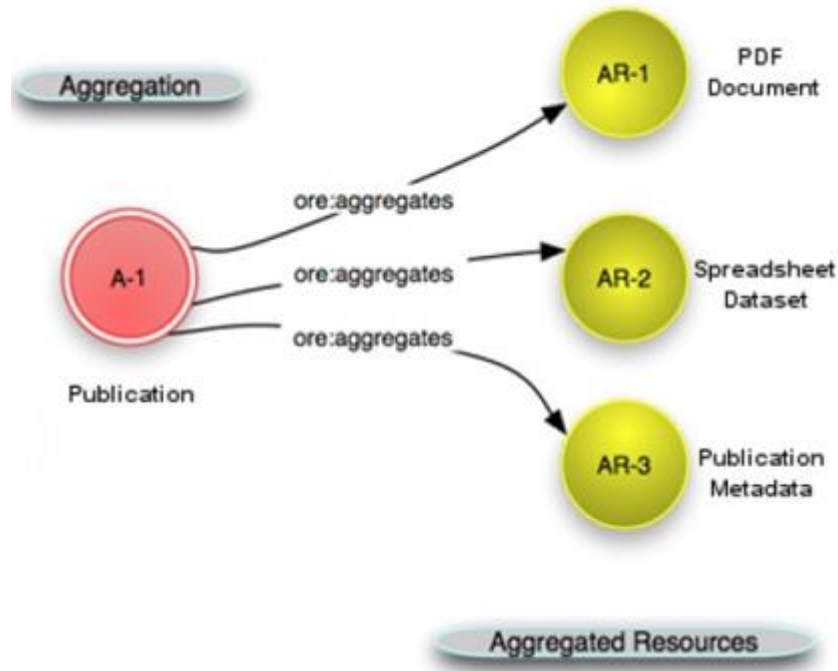 Aggregation
AR-1
PDF
Document
ore:aggregates
A-1
ore:aggregates
AR-2
Spreadsheet
Dataset
ore:aggregates
Publication
AR-3
Publication
Metadata
Aggregated Resources